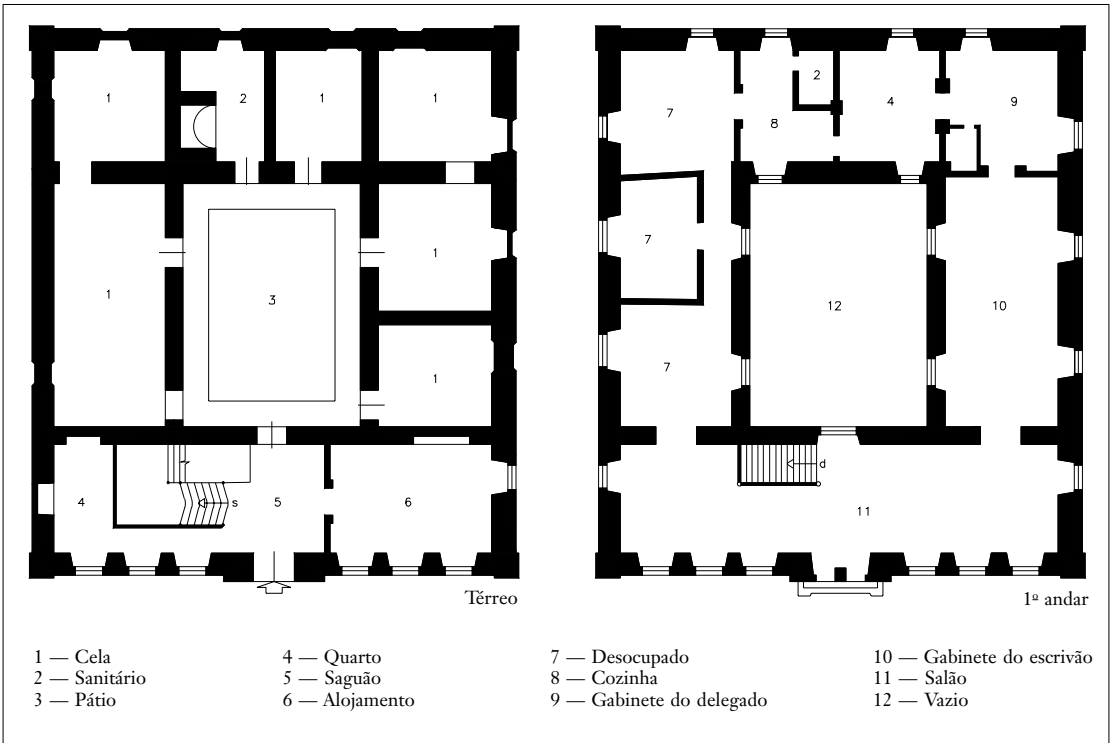 1
2
1
1
7
2
8
4
9
1
7
1
3
12
10
1
7
4
s
5
6
d
11
Térreo
1º andar
1 — Cela
2 — Sanitário
3 — Pátio
4 — Quarto
5 — Saguão
6 — Alojamento
7 — Desocupado
8 — Cozinha
9 — Gabinete do delegado
10 — Gabinete do escrivão
11 — Salão
12 — Vazio